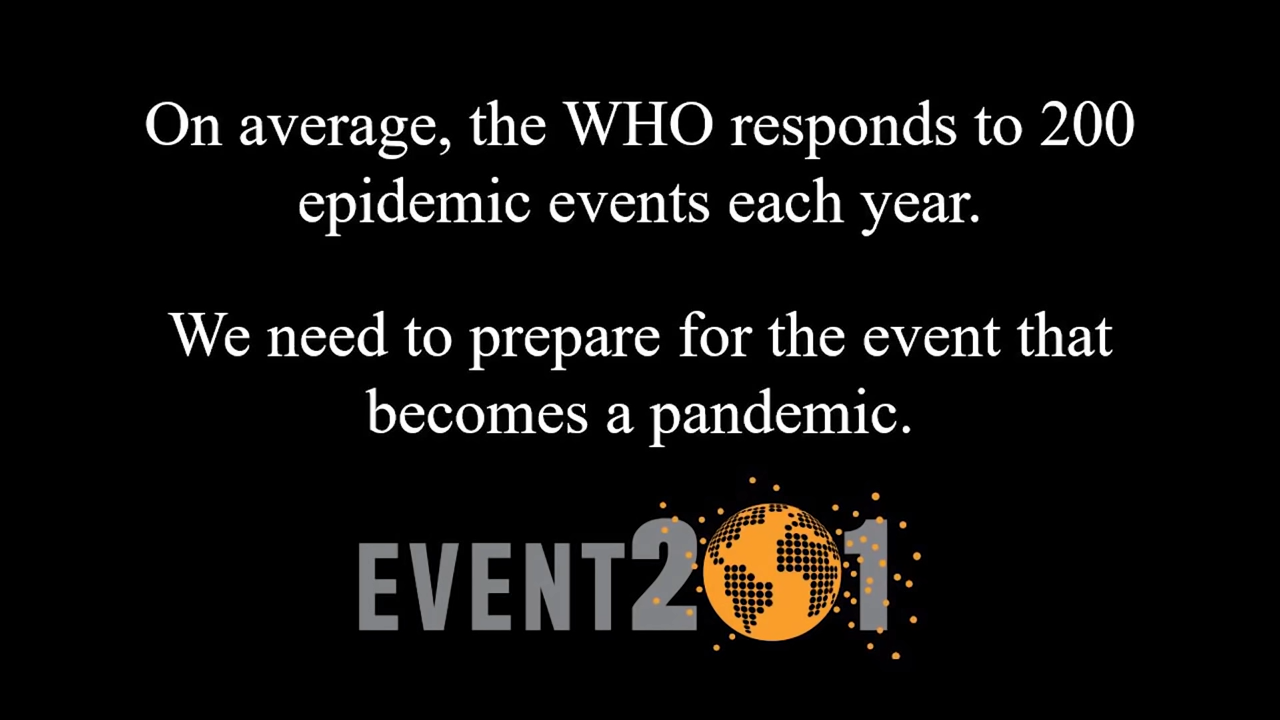 On average, the WHO responds to 200
epidemic events each year.
We need to prepare for the event that
becomes a pandemic.
EVENT201